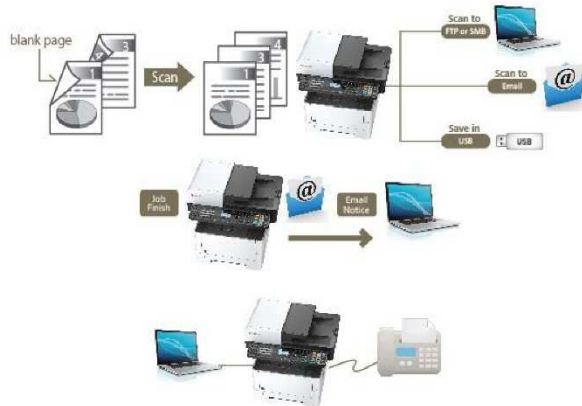 blank page
3
4
1
Scan
4
3
1
Scan to
FTP or SMB
Scan to
Email
@
Save in
USB
USB
Job
Finish
@
Email
Notice